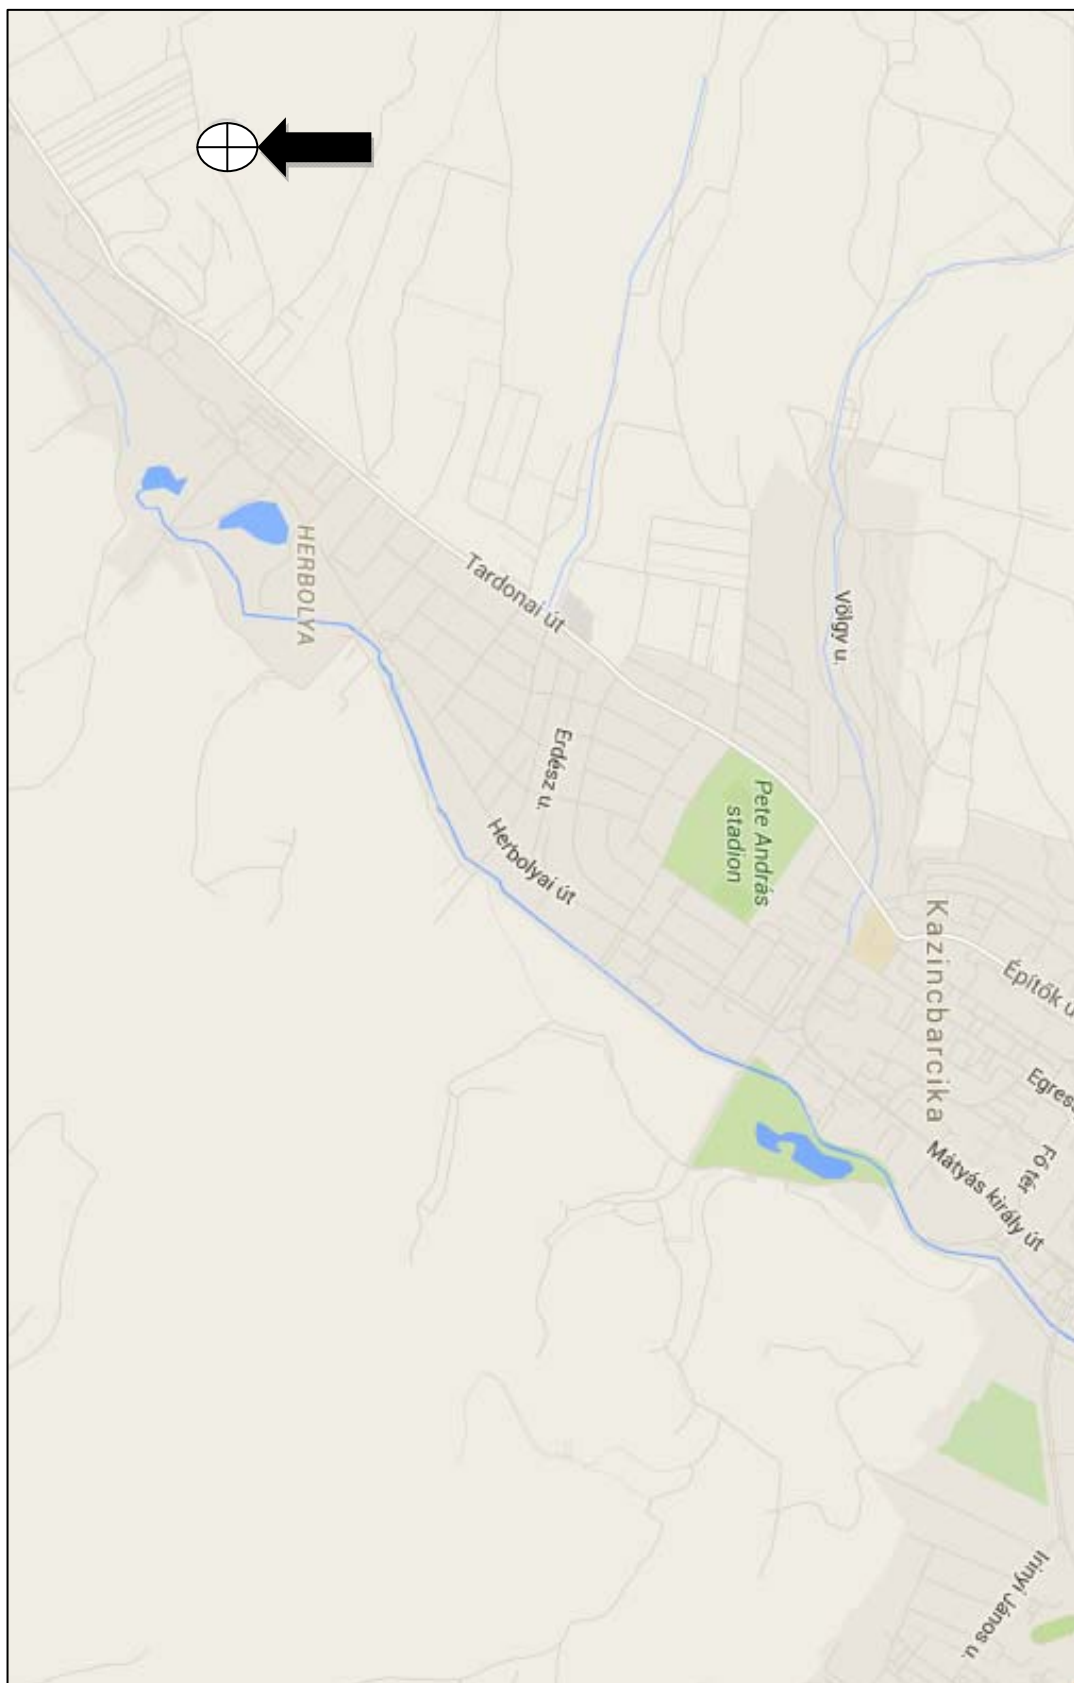 HERBOLYA
Tardonai út
Völgy u.
Erdész u.
Pete András
stadion
Herbolyai út
Kazincbarcika
Építők u
Egress
Fő tér
Mátyás király út
Irinyi János u.